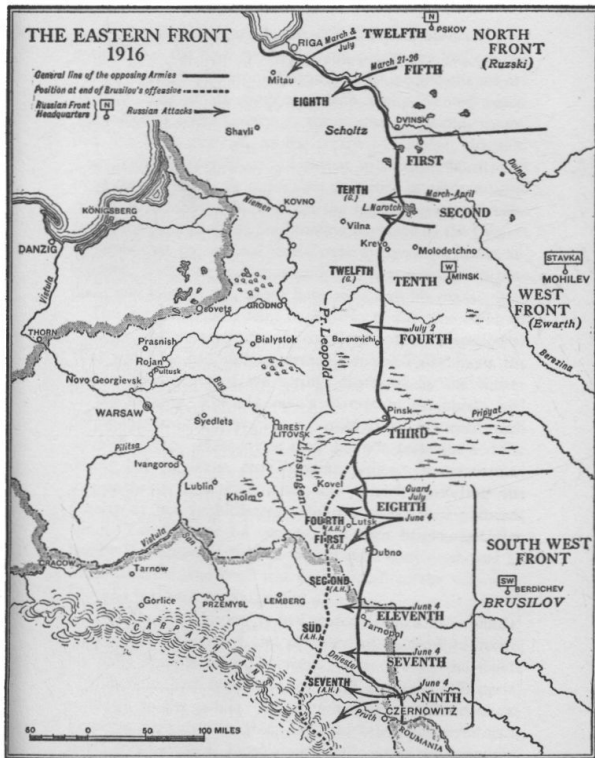 THE EASTERN FRONT
1916
General line of the opposing Armies
Position at end of Brusilov's offensive
Russian Front
Headquarters
N
Russian Attacks
N
PSKOV
NORTH
FRONT
(Ruzski)
RIGA
March &
July
TWELFTH
March 21-26
FIFTH
Mitau
EIGHTH
Shavli
Scholtz
DVINSK
FIRST
Dvina
TENTH
(G.)
March-April
SECOND
L.Narotch
KOVNO
Niemen
KÖNIGSBERG
Vilna
Krevo
Molodetchno
DANZIG
Vistula
TWELFTH
(G.)
TENTH
W
MINSK
STAVKA
MOHILEV
WEST
FRONT
(Ewarth)
Berezina
GRODNO
Osovets
THORN
Prasnish
Rojan
Pultusk
Bialystok
Pr. Leopold
July 2
FOURTH
Baranovichi
Novo Georgievsk
Bug
WARSAW
Syedlets
BREST
LITOVSK
Pinsk
Pripyat
THIRD
Pilitsa
Ivangorod
Linsingen
Lublin
Kholm
Kovel
Guard,
July
EIGHTH
FOURTH
(A.H.)
Lutsk
June 4
FIRST
(A.H.)
Dubno
SOUTH WEST
FRONT
Vistula
San
CRACOW
Tarnow
Gorlice
PRZEMYSL
LEMBERG
SECOND
(A.H.)
SW
BERDICHEV
BRUSILOV
June 4
ELEVENTH
Tarnopol
SÜD
(A.H.)
CARPATHIANS
Dniester
June 4
SEVENTH
SEVENTH
(A.H.)
June 4
NINTH
CZERNOWITZ
Pruth
ROUMANIA
60 0 100 MILES